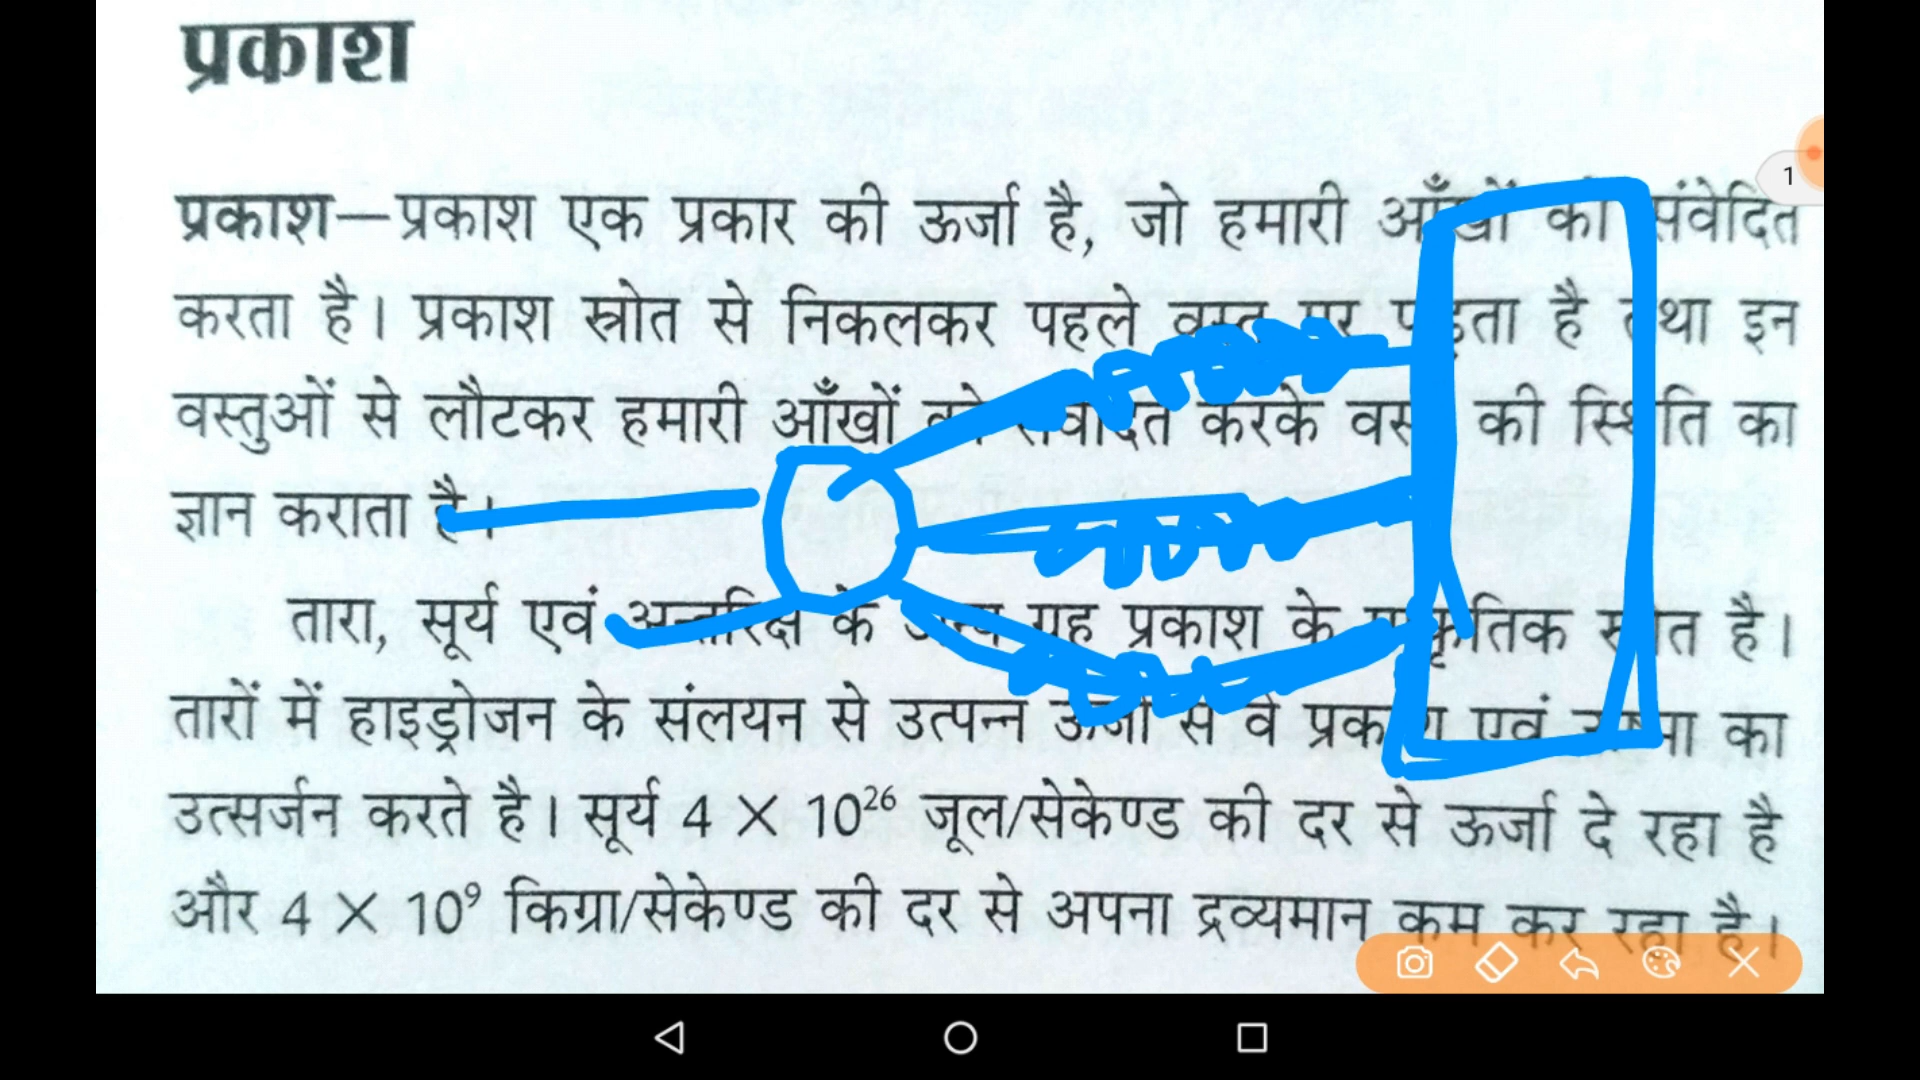 प्रकाश
1
प्रकाश—प्रकाश एक प्रकार की ऊर्जा है, जो हमारी आँखों को संवेदित
करता है। प्रकाश स्रोत से निकलकर पहले वस्तु पर पड़ता है तथा इन
वस्तुओं से लौटकर हमारी आँखों को करके की स्थिति का
ज्ञान कराता है।
तारा, सूर्य एवं अन्तरिक्ष के अन्य ग्रह प्रकाश के प्राकृतिक स्रोत है।
तारों में हाइड्रोजन के संलयन से उत्पन्न ऊर्जा से वे प्रकाश एवं का
उत्सर्जन करते है। सूर्य 4 × 10²⁶ जूल/सेकेण्ड की दर से ऊर्जा दे रहा है
और 4 × 10⁹ किग्रा/सेकेण्ड की दर से अपना द्रव्यमान कम कर रहा है।